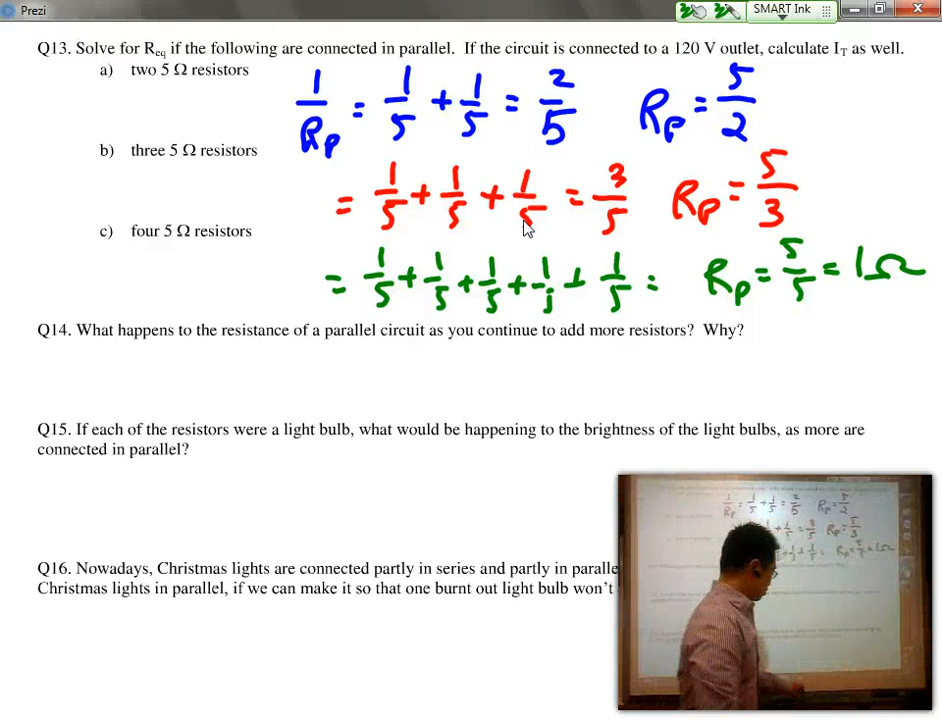 Prezi
SMART Ink
Q13. Solve for Req if the following are connected in parallel. If the circuit is connected to a 120 V outlet, calculate IT as well.
a) two 5 Ω resistors
1/Rp = 1/5 + 1/5 = 2/5 Rp = 5/2
b) three 5 Ω resistors
= 1/5 + 1/5 + 1/5 = 3/5 Rp = 5/3
c) four 5 Ω resistors
= 1/5 + 1/5 + 1/5 + 1/5 + 1/5 = Rp = 5/5 = 1Ω
Q14. What happens to the resistance of a parallel circuit as you continue to add more resistors? Why?
Q15. If each of the resistors were a light bulb, what would be happening to the brightness of the light bulbs, as more are
connected in parallel?
Q16. Nowadays, Christmas lights are connected partly in series and partly in paralle
Christmas lights in parallel, if we can make it so that one burnt out light bulb won't